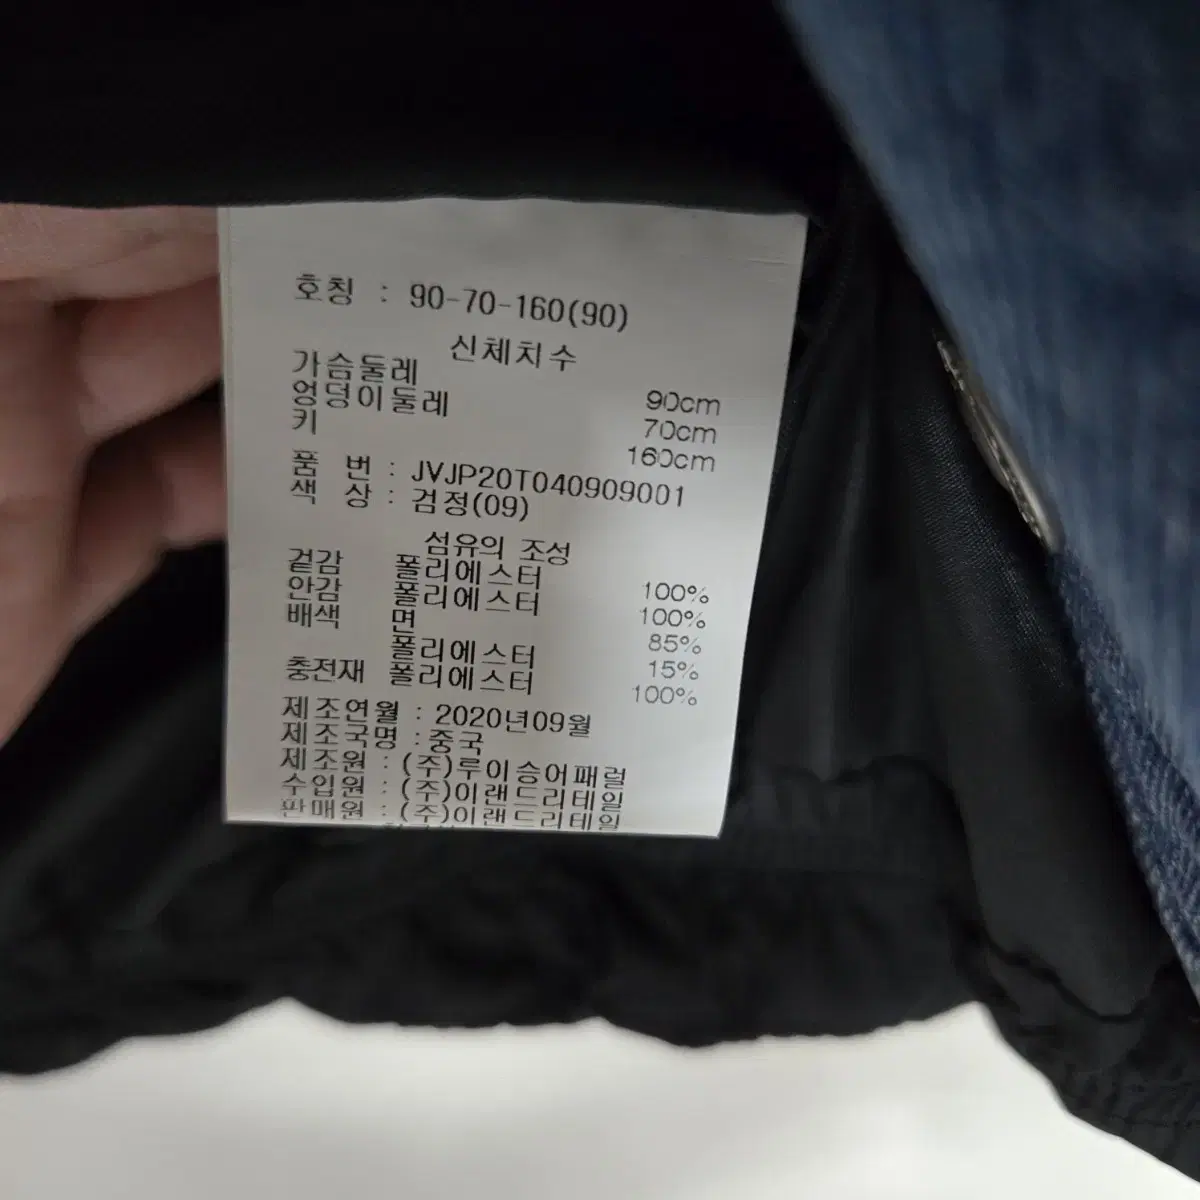 호칭 : 90-70-160(90)
신체치수
가슴둘레 90cm
엉덩이둘레 70cm
키 160cm
품 번 : JVJP20T040909001
색 상 : 검정(09)
섬유의 조성
겉감 폴리에스터 100%
안감 폴리에스터 100%
배색 면 85%
폴리에스터 15%
충전재 폴리에스터 100%
제조연월 : 2020년09월
제조국명 : 중국
제조원 : (주)루이승어패럴
수입원 : (주)이랜드리테일
판매원 : (주)이랜드리테일